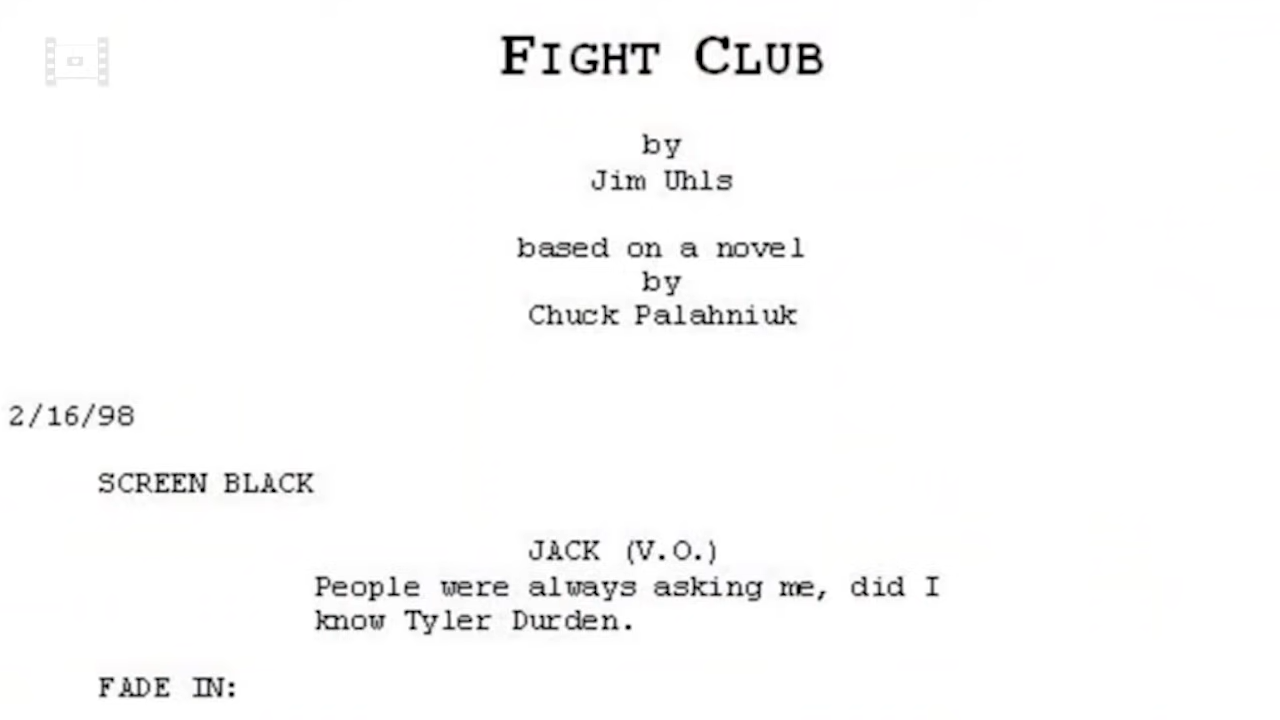 FIGHT CLUB
by
Jim Uhls
based on a novel
by
Chuck Palahniuk
2/16/98
SCREEN BLACK
JACK (V.O.)
People were always asking me, did I
know Tyler Durden.
FADE IN: